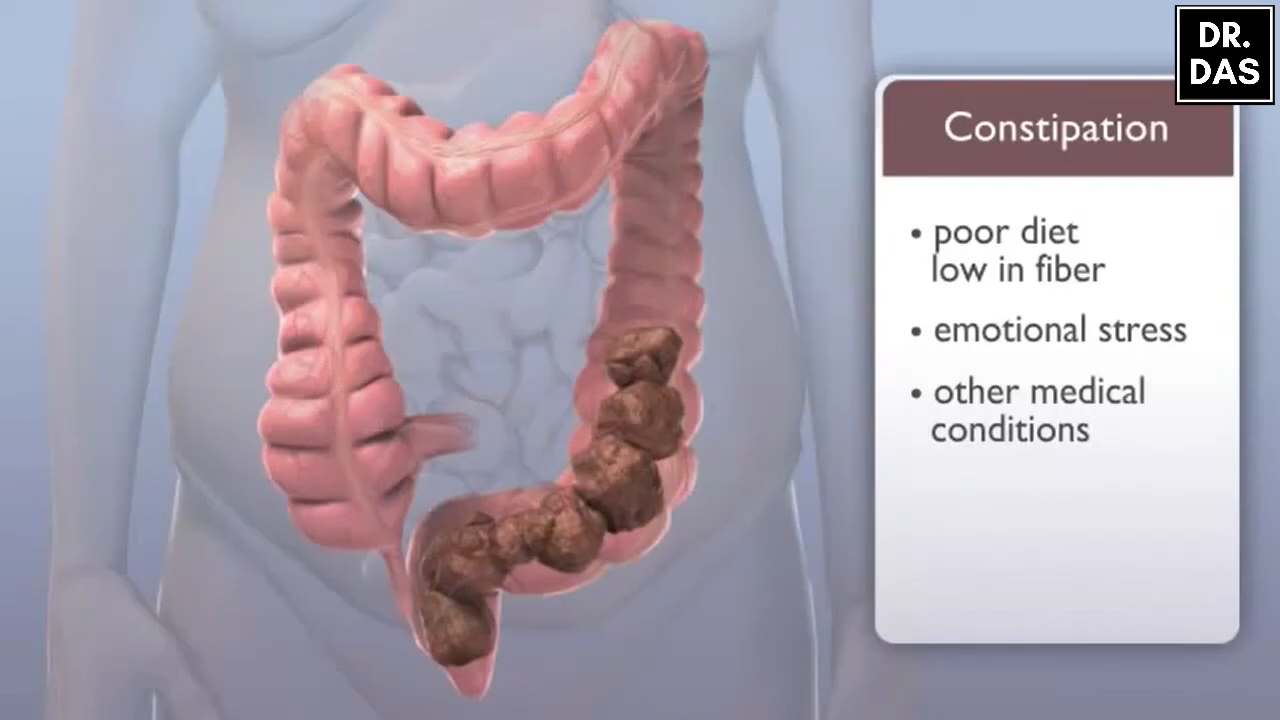 DR.
DAS
Constipation
• poor diet
low in fiber
• emotional stress
• other medical
conditions